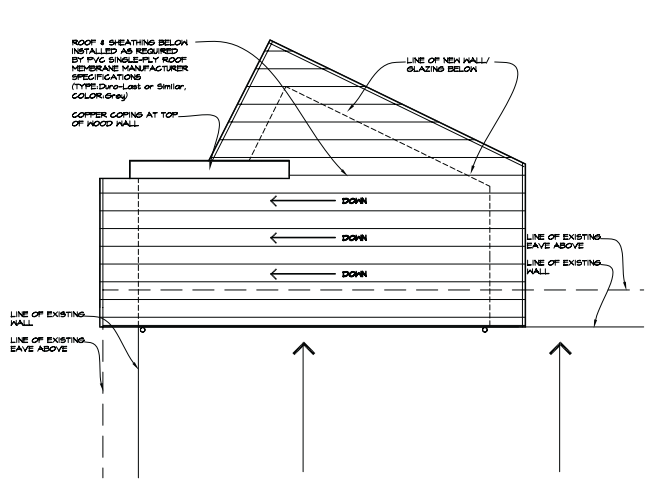 ROOF & SHEATHING BELOW
INSTALLED AS REQUIRED
BY PVC SINGLE-PLY ROOF
MEMBRANE MANUFACTURER
SPECIFICATIONS
(TYPE:Duro-Last or Similar,
COLOR:Grey)
COPPER COPING AT TOP
OF WOOD WALL
LINE OF NEW WALL/
GLAZING BELOW
DOWN
DOWN
DOWN
LINE OF EXISTING
EAVE ABOVE
LINE OF EXISTING
WALL
LINE OF EXISTING
WALL
LINE OF EXISTING
EAVE ABOVE